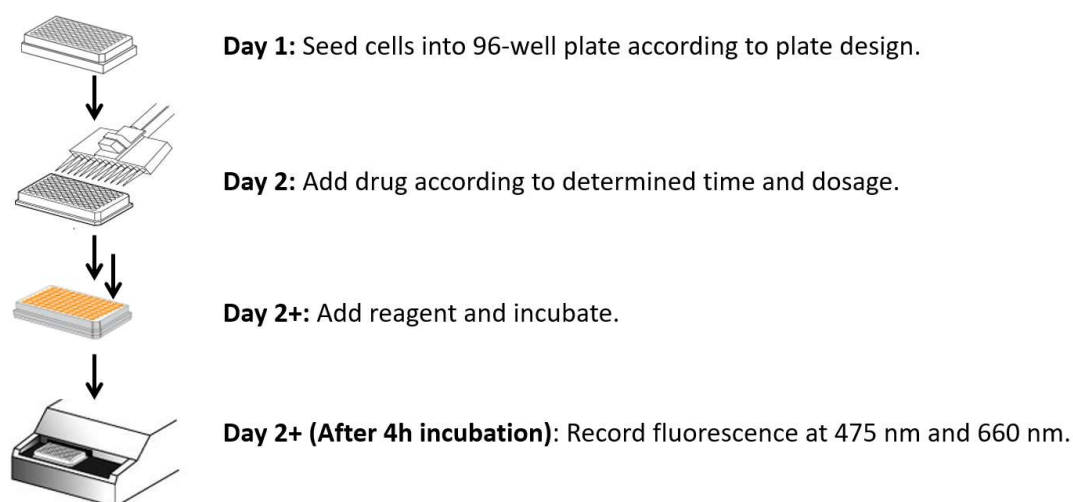 Day 1: Seed cells into 96-well plate according to plate design.
Day 2: Add drug according to determined time and dosage.
Day 2+: Add reagent and incubate.
Day 2+ (After 4h incubation): Record fluorescence at 475 nm and 660 nm.